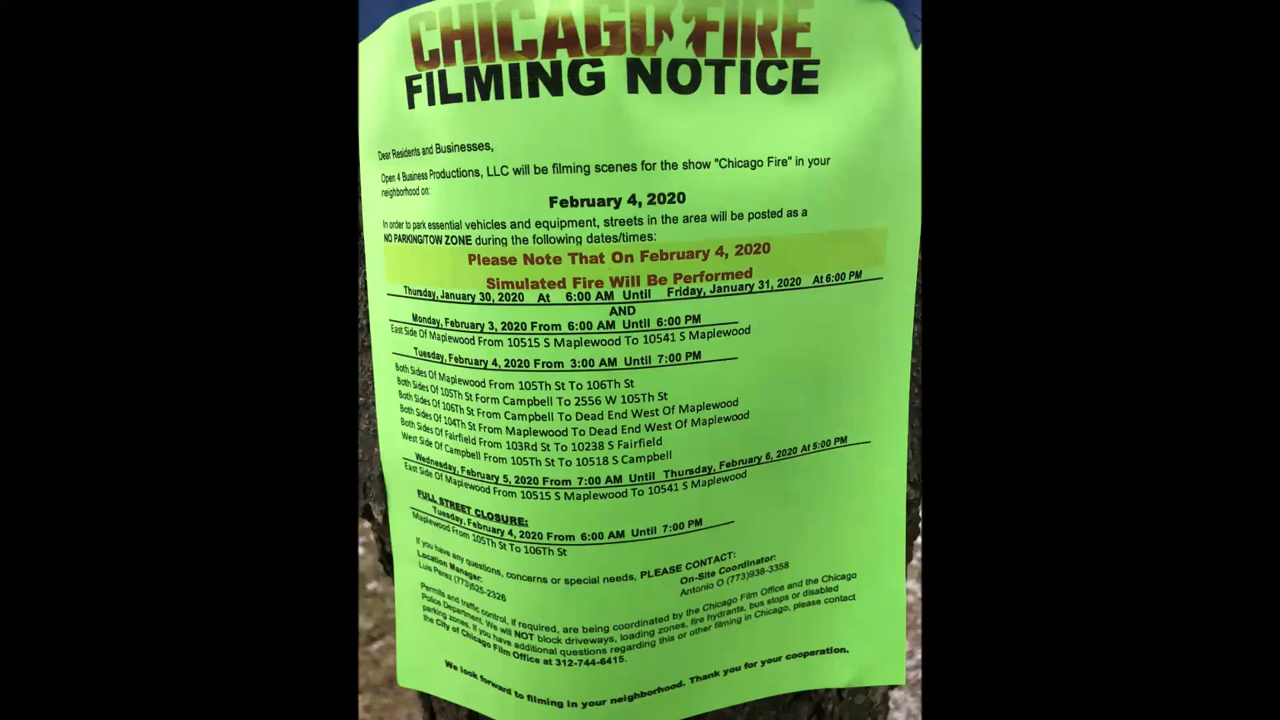 CHICAGO FIRE
FILMING NOTICE
Dear Residents and Businesses,
Open 4 Business Productions, LLC will be filming scenes for the show "Chicago Fire" in your
neighborhood on:
February 4, 2020
In order to park essential vehicles and equipment, streets in the area will be posted as a
NO PARKING/TOW ZONE during the following dates/times:
Please Note That On February 4, 2020
Simulated Fire Will Be Performed
Thursday, January 30, 2020 At 6:00 AM Until Friday, January 31, 2020 At 6:00 PM
AND
Monday, February 3, 2020 From 6:00 AM Until 6:00 PM
East Side Of Maplewood From 10515 S Maplewood To 10541 S Maplewood
Tuesday, February 4, 2020 From 3:00 AM Until 7:00 PM
Both Sides Of Maplewood From 105Th St To 106Th St
Both Sides Of 105Th St Form Campbell To 2556 W 105Th St
Both Sides Of 106Th St From Campbell To Dead End West Of Maplewood
Both Sides Of 104Th St From Maplewood To Dead End West Of Maplewood
Both Sides Of Fairfield From 103Rd St To 10238 S Fairfield
West Side Of Campbell From 105Th St To 10518 S Campbell
Wednesday, February 5, 2020 From 7:00 AM Until Thursday, February 6, 2020 At 5:00 PM
East Side Of Maplewood From 10515 S Maplewood To 10541 S Maplewood
FULL STREET CLOSURE:
Tuesday, February 4, 2020 From 6:00 AM Until 7:00 PM
Maplewood From 105Th St To 106Th St
If you have any questions, concerns or special needs, PLEASE CONTACT:
Location Manager:
Luis Perez (773)525-2326
On-Site Coordinator:
Antonio O (773)938-3358
Permits and traffic control, if required, are being coordinated by the Chicago Film Office and the Chicago
Police Department. We will NOT block driveways, loading zones, fire hydrants, bus stops or disabled
parking zones. If you have additional questions regarding this or other filming in Chicago, please contact
the City of Chicago Film Office at 312-744-6415.
We look forward to filming in your neighborhood. Thank you for your cooperation.